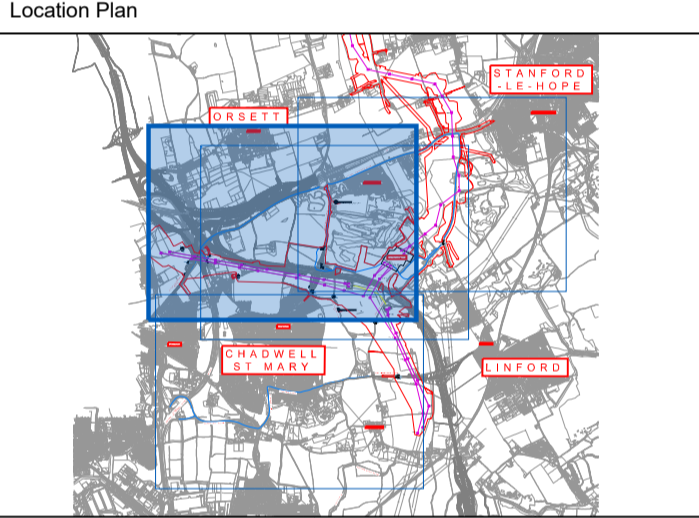 Location Plan
STANFORD
-LE-HOPE
ORSETT
CHADWELL
ST MARY
LINFORD